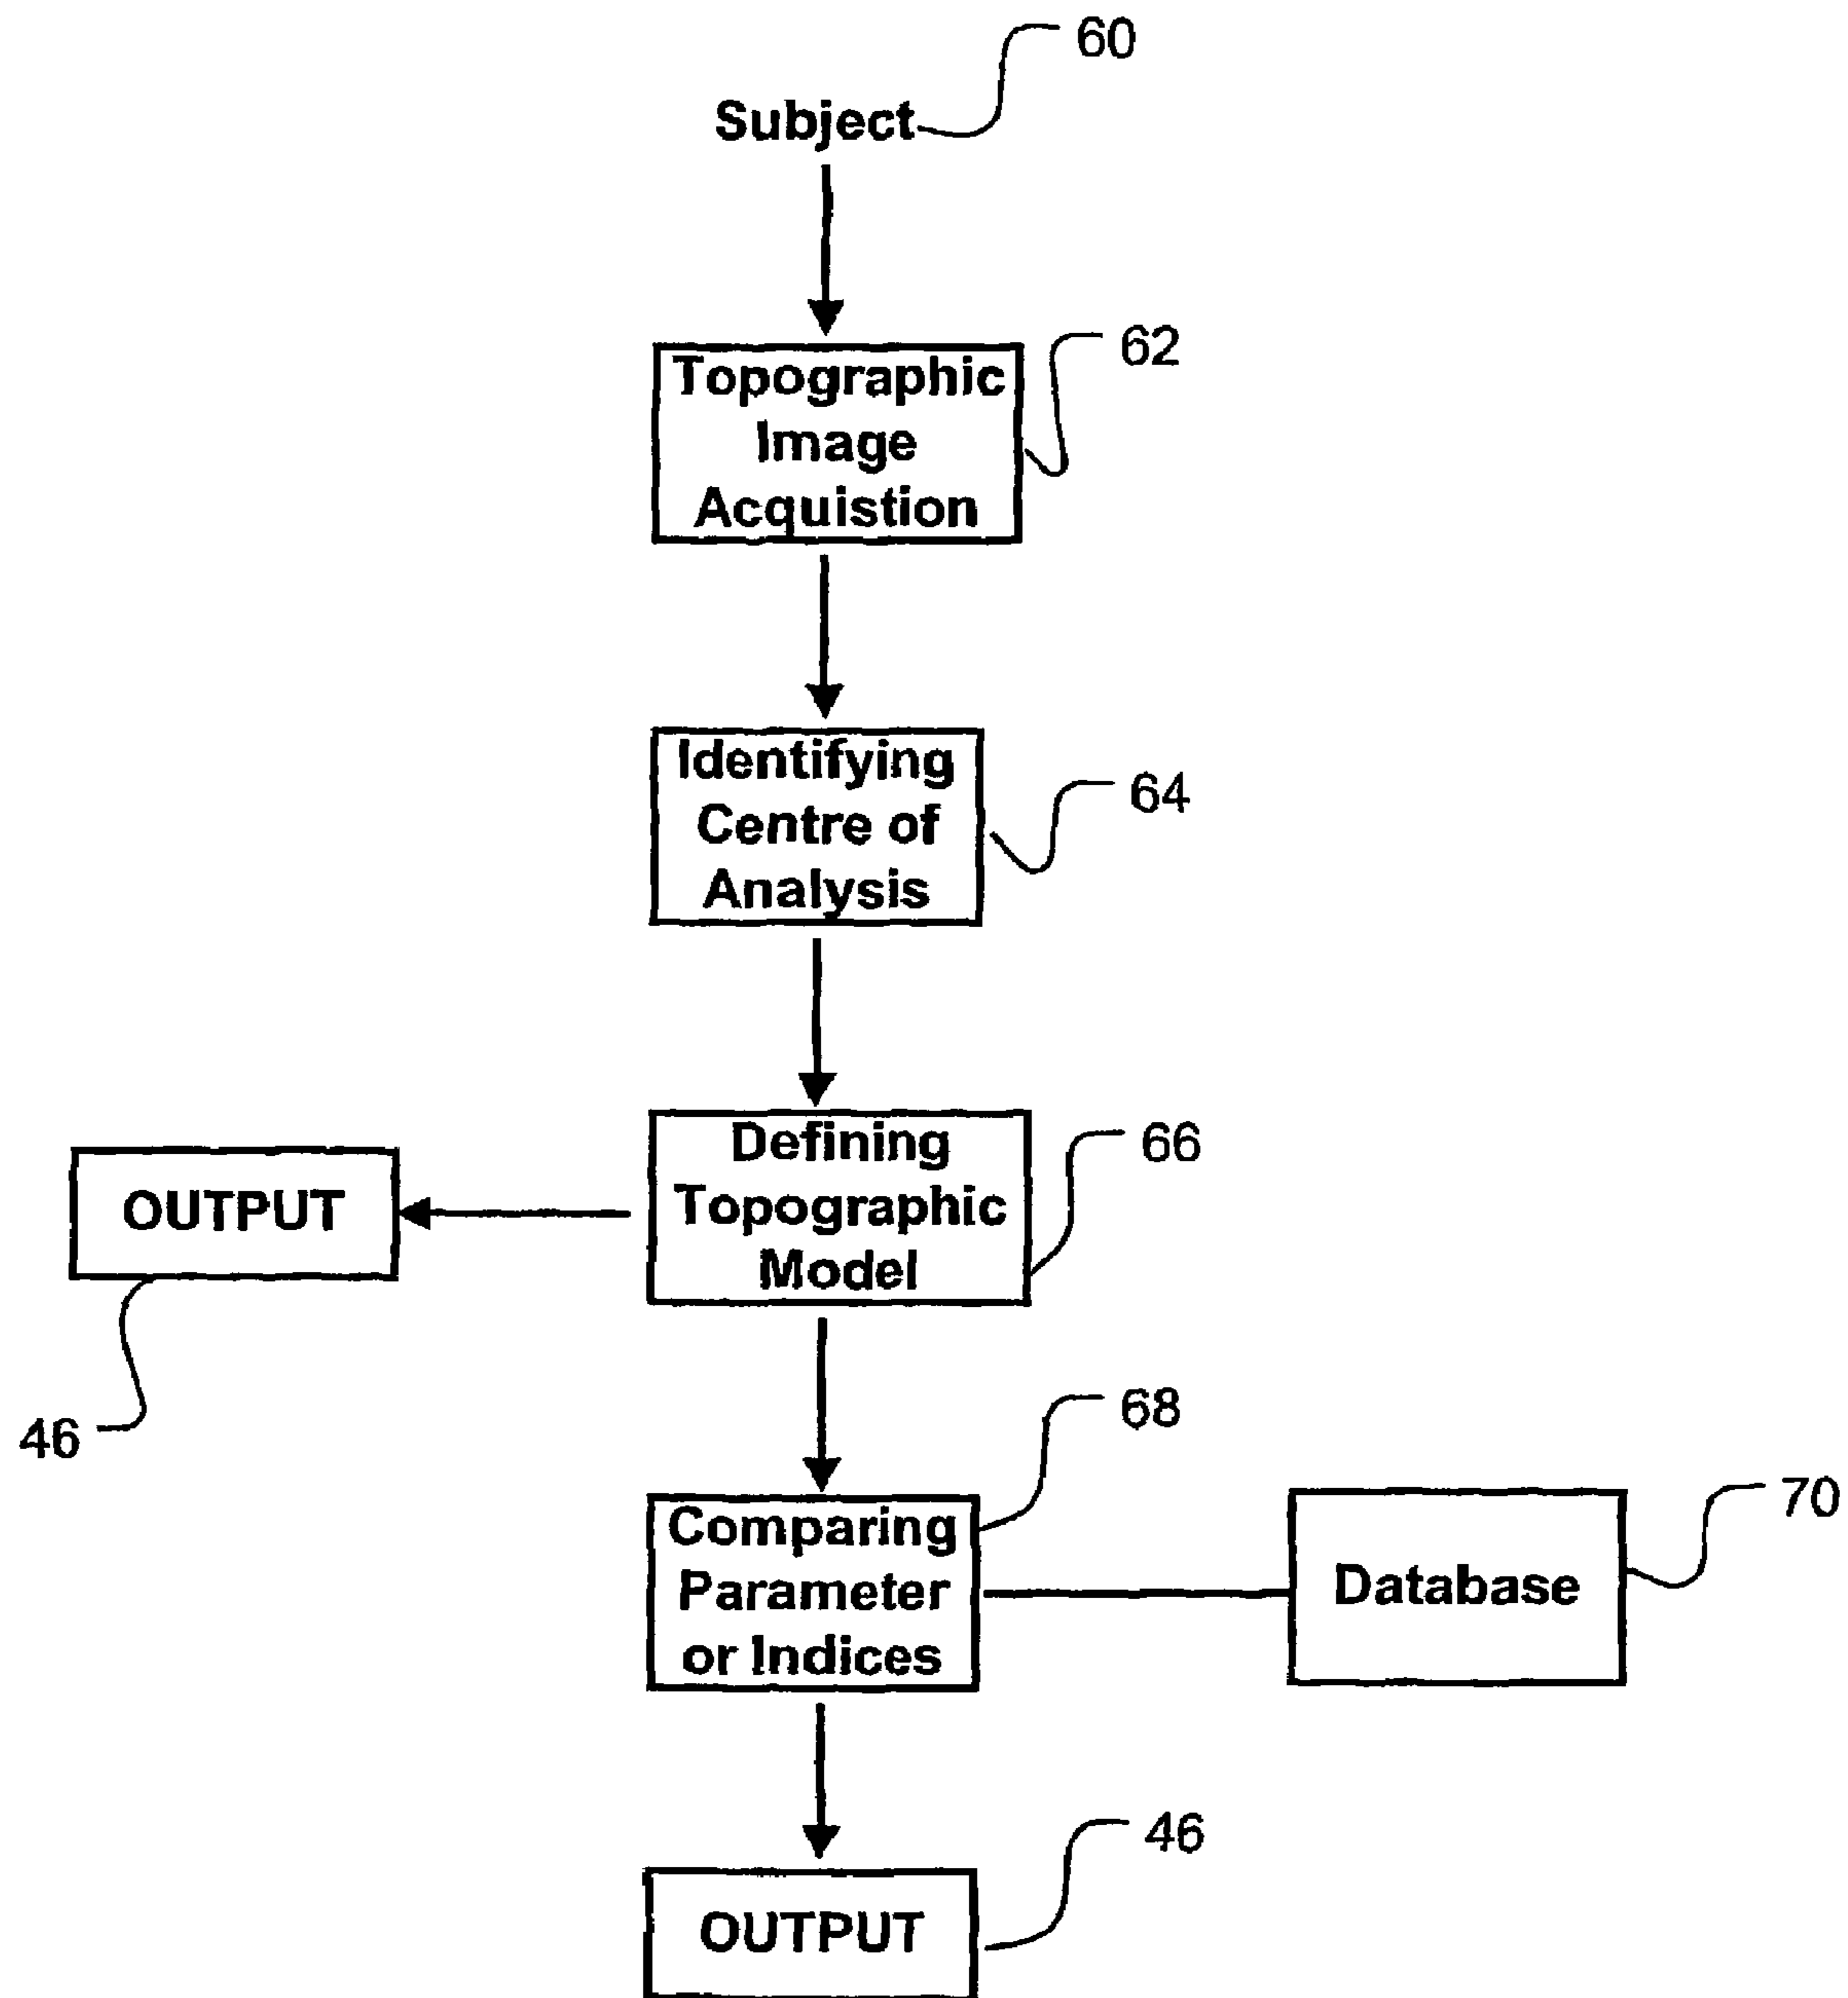 60
Subject
62
Topographic
Image
Acquistion
64
Identifying
Centre of
Analysis
66
Defining
Topographic
Model
OUTPUT
46
68
Comparing
Parameter
or Indices
70
Database
46
OUTPUT